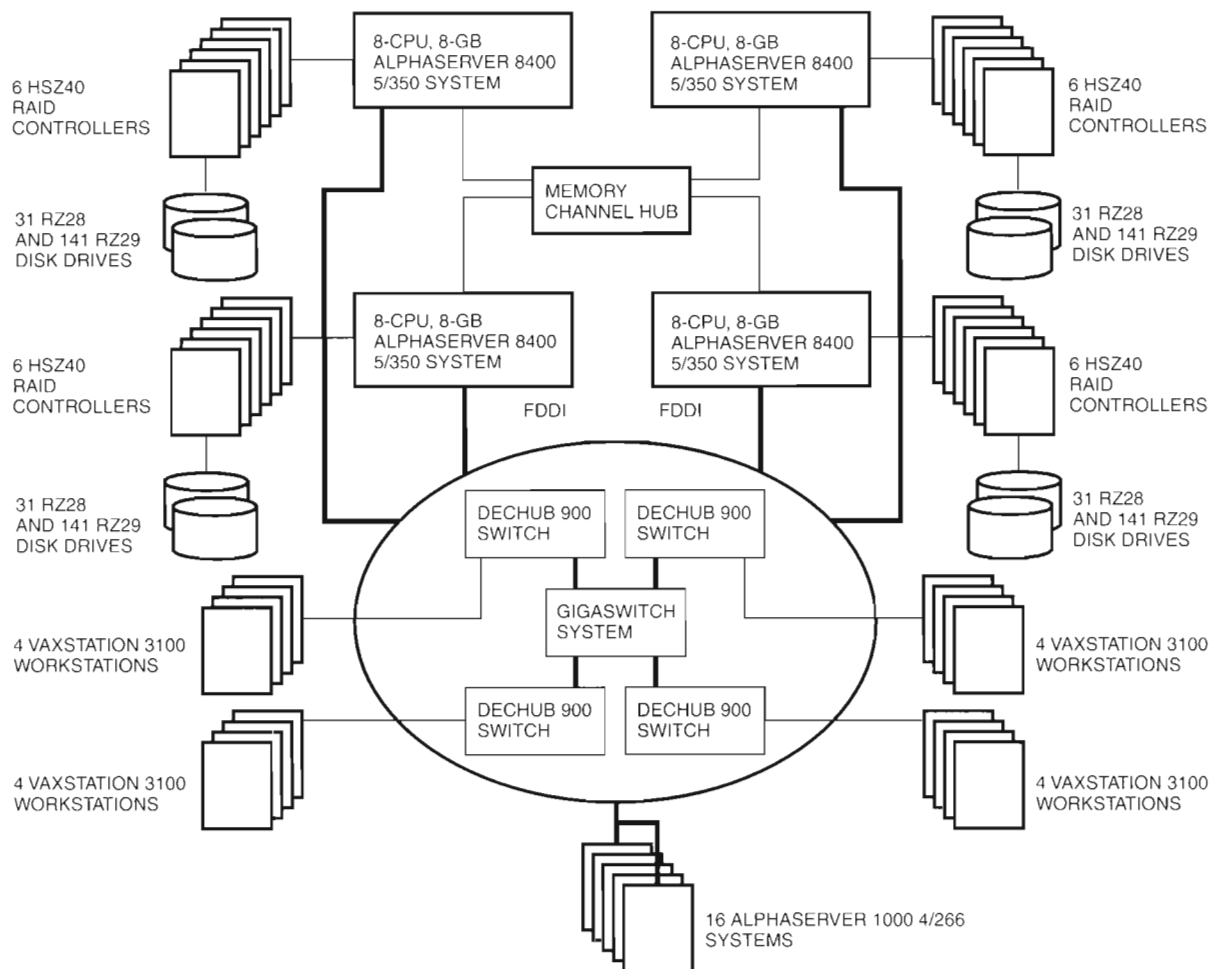 8-CPU, 8-GB
ALPHASERVER 8400
5/350 SYSTEM
8-CPU, 8-GB
ALPHASERVER 8400
5/350 SYSTEM
6 HSZ40
RAID
CONTROLLERS
6 HSZ40
RAID
CONTROLLERS
MEMORY
CHANNEL HUB
31 RZ28
AND 141 RZ29
DISK DRIVES
31 RZ28
AND 141 RZ29
DISK DRIVES
8-CPU, 8-GB
ALPHASERVER 8400
5/350 SYSTEM
8-CPU, 8-GB
ALPHASERVER 8400
5/350 SYSTEM
6 HSZ40
RAID
CONTROLLERS
6 HSZ40
RAID
CONTROLLERS
FDDI
FDDI
31 RZ28
AND 141 RZ29
DISK DRIVES
DECHUB 900
SWITCH
DECHUB 900
SWITCH
31 RZ28
AND 141 RZ29
DISK DRIVES
GIGASWITCH
SYSTEM
4 VAXSTATION 3100
WORKSTATIONS
4 VAXSTATION 3100
WORKSTATIONS
DECHUB 900
SWITCH
DECHUB 900
SWITCH
4 VAXSTATION 3100
WORKSTATIONS
4 VAXSTATION 3100
WORKSTATIONS
16 ALPHASERVER 1000 4/266
SYSTEMS